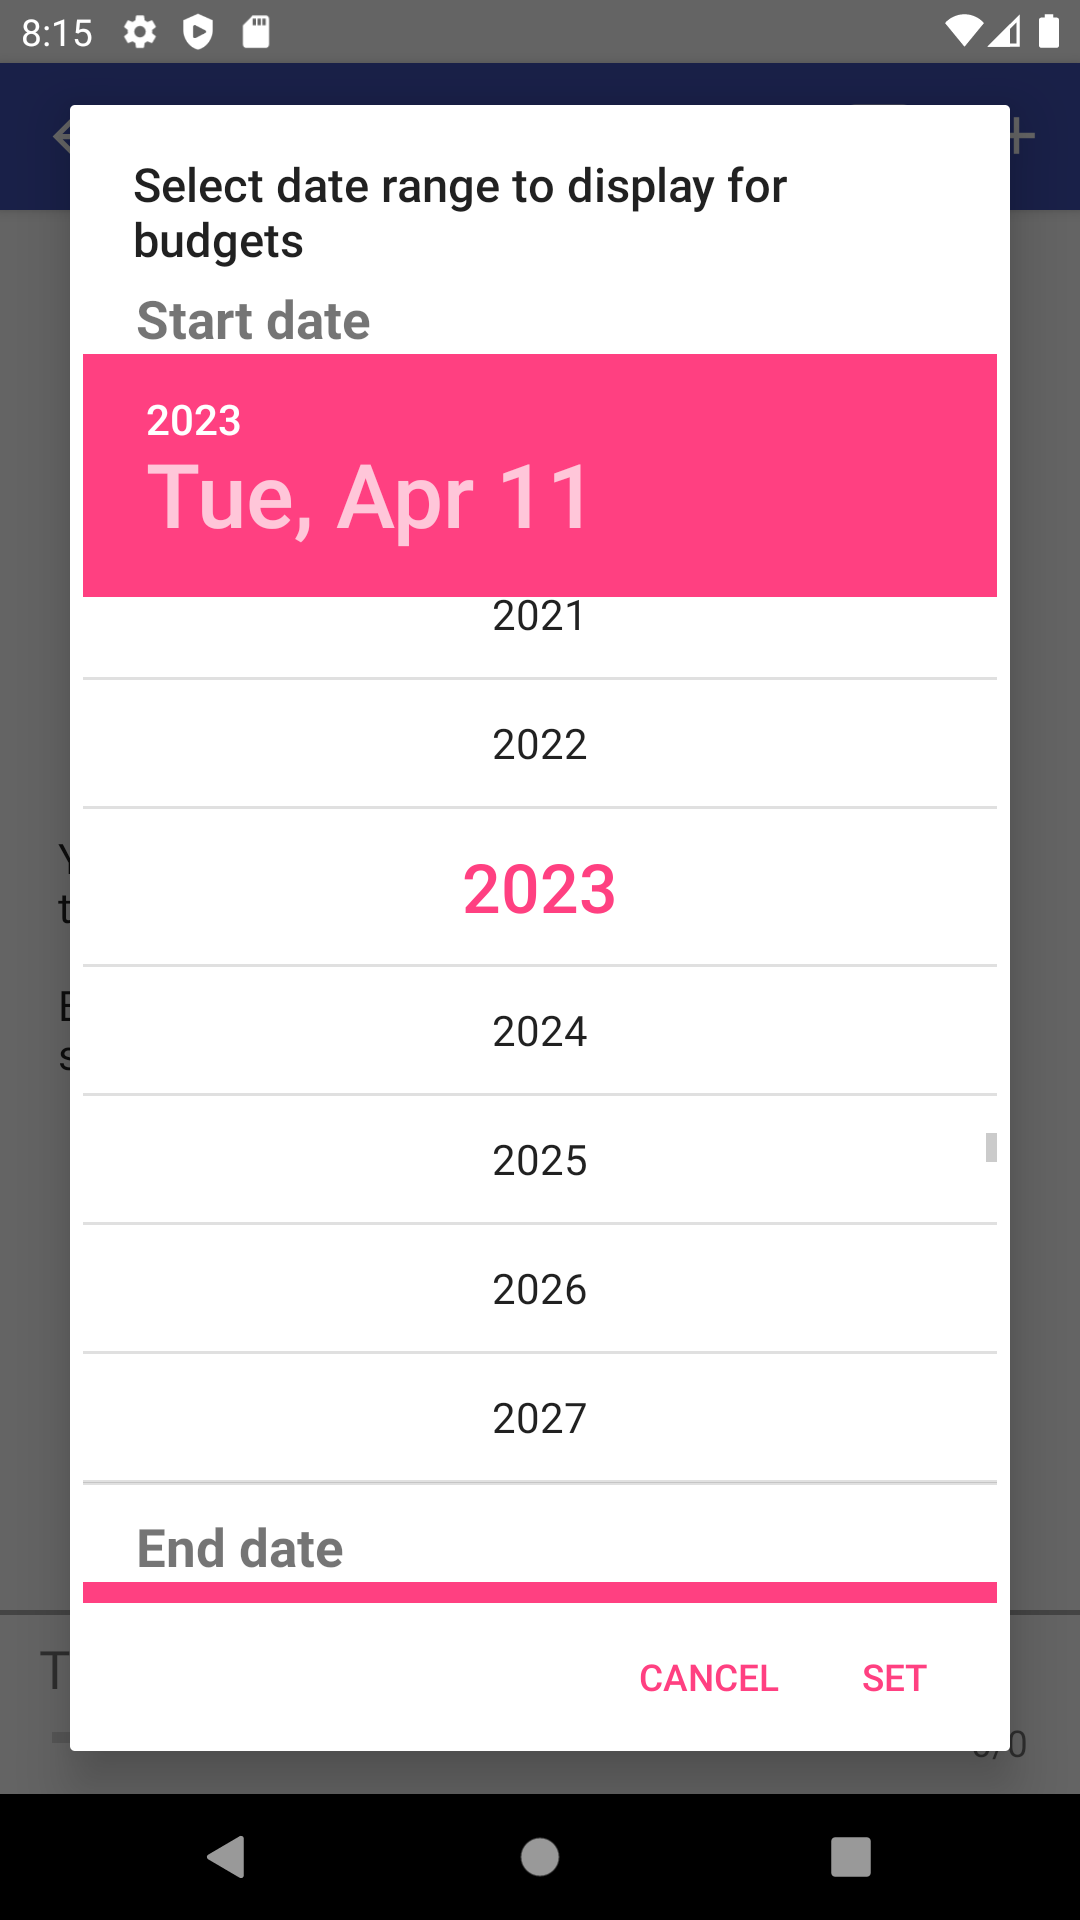 8:15
Select date range to display for
budgets
Start date
2023
Tue, Apr 11
2021
2022
2023
2024
2025
2026
2027
End date
CANCEL
SET